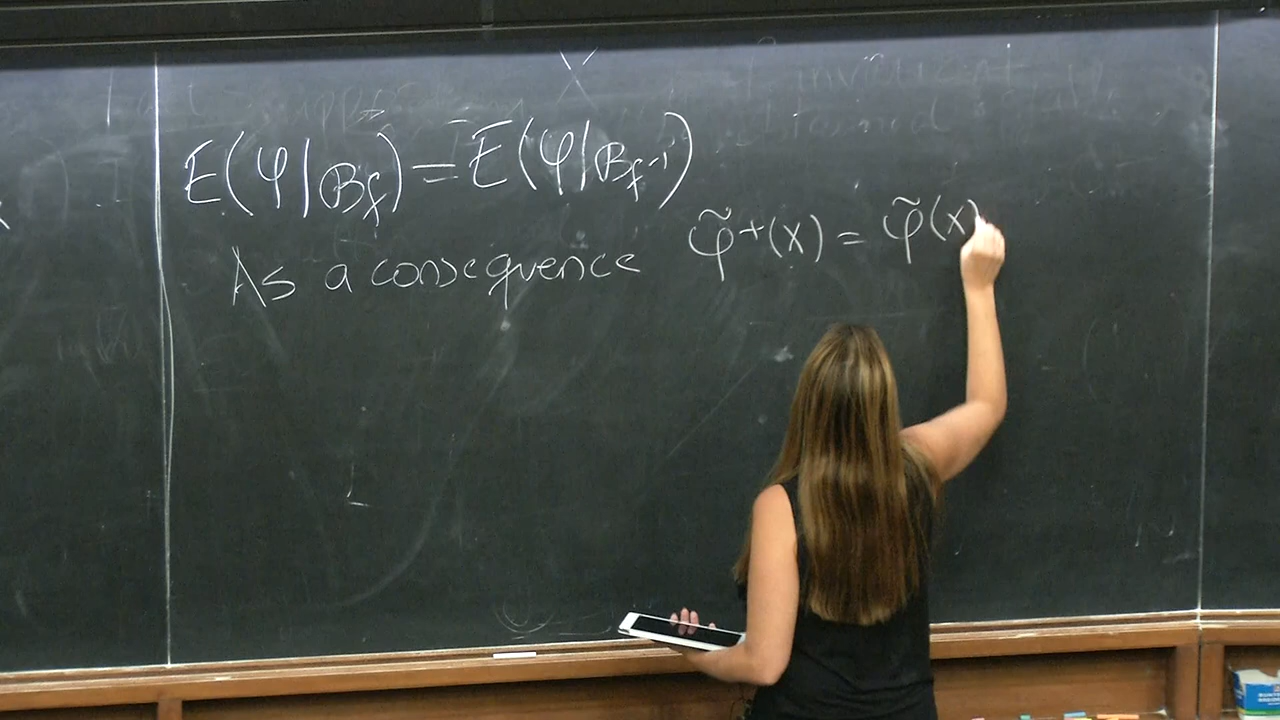 E(φ|𝓑_f) = E(φ|𝓑_{f^{-1}})
As a consequence φ̃⁺(x) = φ̃(x)